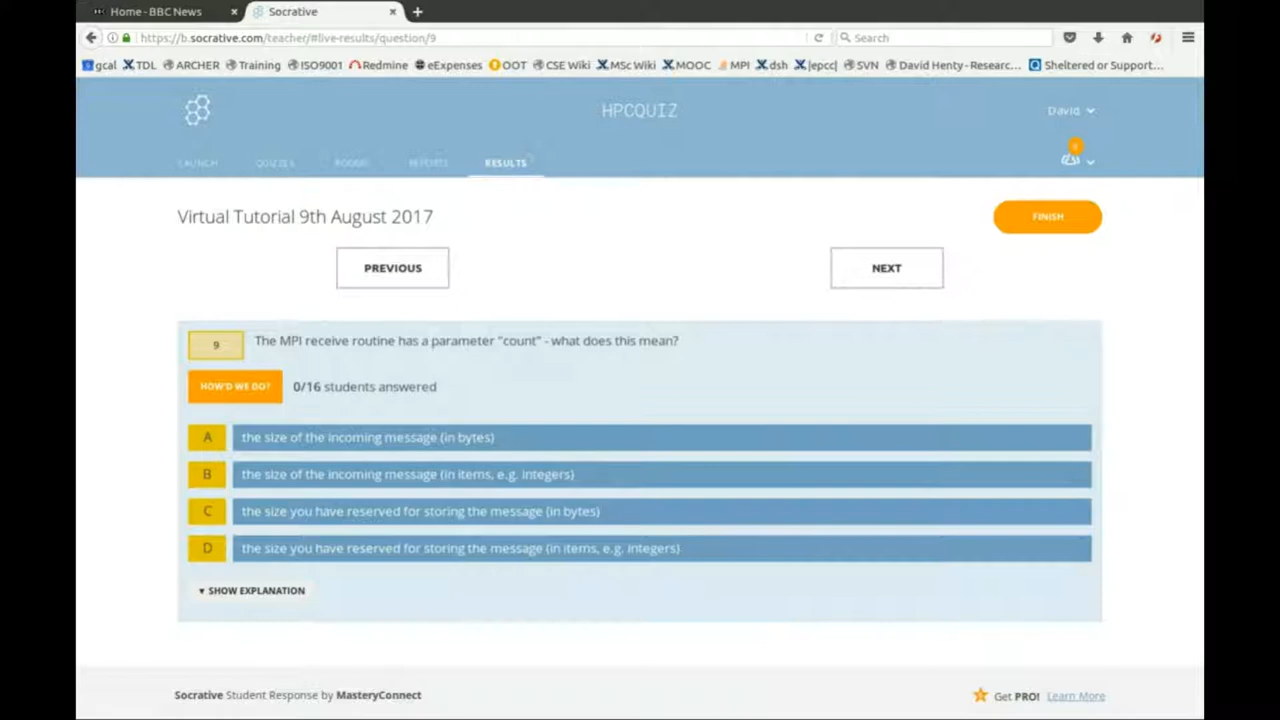 Home - BBC News
Socrative
https://b.socrative.com/teacher/#live-results/question/9
Search
gcal TDL ARCHER Training ISO9001 Redmine eExpenses OOT CSE Wiki MSc Wiki MOOC MPI dsh |epcc| SVN David Henty - Researc... Sheltered or Support...
HPCQUIZ
David
LAUNCH QUIZZES ROOMS REPORTS RESULTS
Virtual Tutorial 9th August 2017
FINISH
PREVIOUS
NEXT
9
The MPI receive routine has a parameter "count" - what does this mean?
HOW'D WE DO?
0/16 students answered
A the size of the incoming message (in bytes)
B the size of the incoming message (in items, e.g. integers)
C the size you have reserved for storing the message (in bytes)
D the size you have reserved for storing the message (in items, e.g. integers)
▼ SHOW EXPLANATION
Socrative Student Response by MasteryConnect
Get PRO! Learn More